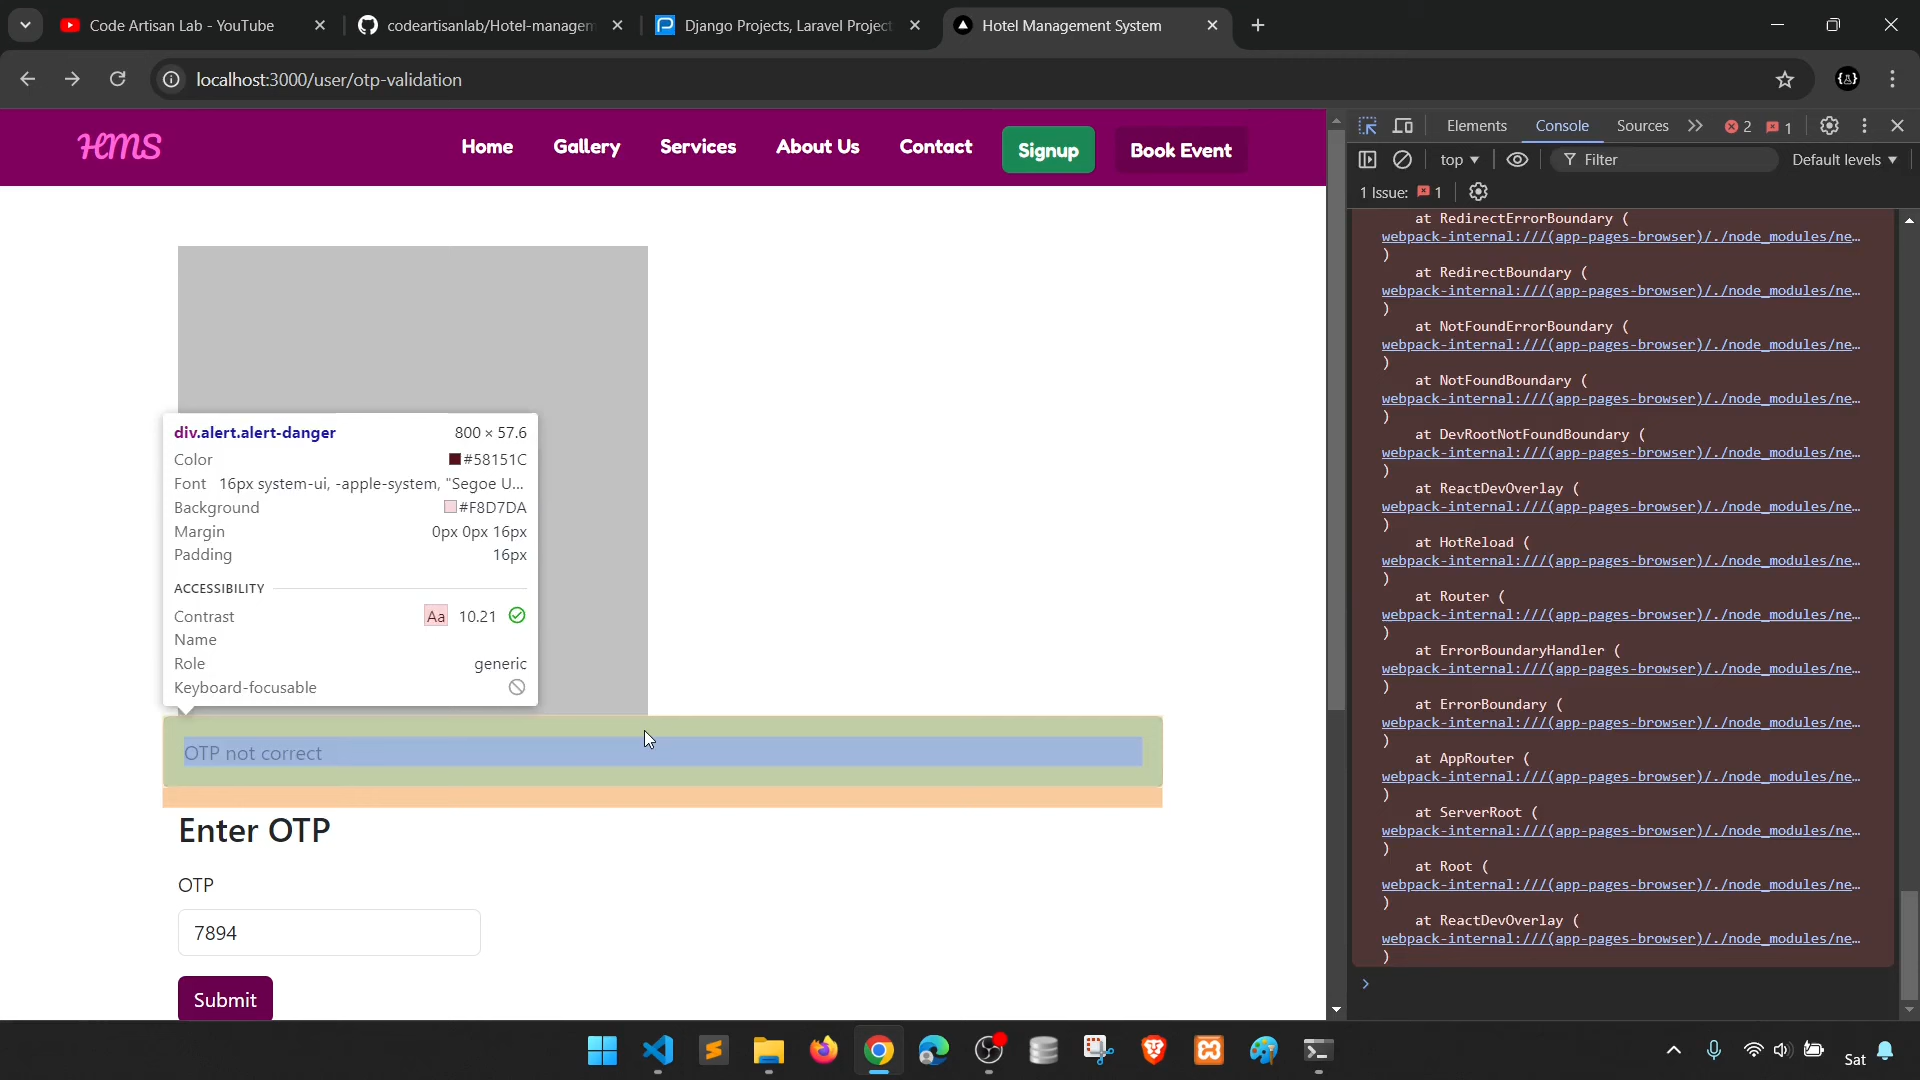 Code Artisan Lab - YouTube
codeartisanlab/Hotel-managem
Django Projects, Laravel Project
Hotel Management System
localhost:3000/user/otp-validation
HMS
Home
Gallery
Services
About Us
Contact
Signup
Book Event
div.alert.alert-danger 800 × 57.6
Color #58151C
Font 16px system-ui, -apple-system, "Segoe U...
Background #F8D7DA
Margin 0px 0px 16px
Padding 16px
ACCESSIBILITY
Contrast Aa 10.21
Name
Role generic
Keyboard-focusable
OTP not correct
Enter OTP
OTP
7894
Submit
Elements
Console
Sources
2
1
top
Filter
Default levels
1 Issue: 1
at RedirectErrorBoundary (
webpack-internal:///(app-pages-browser)/./node_modules/ne…
)
at RedirectBoundary (
webpack-internal:///(app-pages-browser)/./node_modules/ne…
)
at NotFoundErrorBoundary (
webpack-internal:///(app-pages-browser)/./node_modules/ne…
)
at NotFoundBoundary (
webpack-internal:///(app-pages-browser)/./node_modules/ne…
)
at DevRootNotFoundBoundary (
webpack-internal:///(app-pages-browser)/./node_modules/ne…
)
at ReactDevOverlay (
webpack-internal:///(app-pages-browser)/./node_modules/ne…
)
at HotReload (
webpack-internal:///(app-pages-browser)/./node_modules/ne…
)
at Router (
webpack-internal:///(app-pages-browser)/./node_modules/ne…
)
at ErrorBoundaryHandler (
webpack-internal:///(app-pages-browser)/./node_modules/ne…
)
at ErrorBoundary (
webpack-internal:///(app-pages-browser)/./node_modules/ne…
)
at AppRouter (
webpack-internal:///(app-pages-browser)/./node_modules/ne…
)
at ServerRoot (
webpack-internal:///(app-pages-browser)/./node_modules/ne…
)
at Root (
webpack-internal:///(app-pages-browser)/./node_modules/ne…
)
at ReactDevOverlay (
webpack-internal:///(app-pages-browser)/./node_modules/ne…
)
Sat